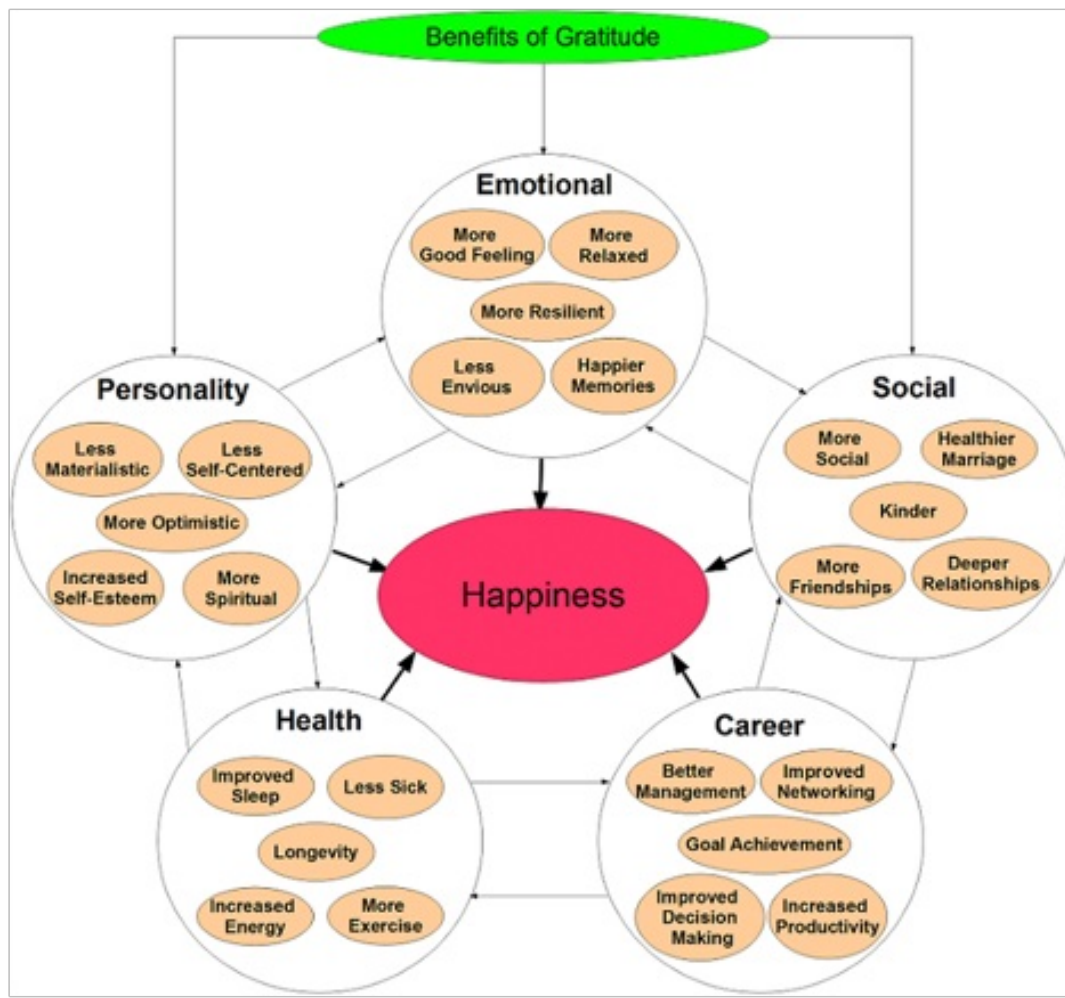 Benefits of Gratitude
Emotional
More
Good Feeling
More
Relaxed
More Resilient
Less
Envious
Happier
Memories
Personality
Less
Materialistic
Less
Self-Centered
More Optimistic
Increased
Self-Esteem
More
Spiritual
Social
More
Social
Healthier
Marriage
Kinder
More
Friendships
Deeper
Relationships
Happiness
Health
Improved
Sleep
Less Sick
Longevity
Increased
Energy
More
Exercise
Career
Better
Management
Improved
Networking
Goal Achievement
Improved
Decision
Making
Increased
Productivity